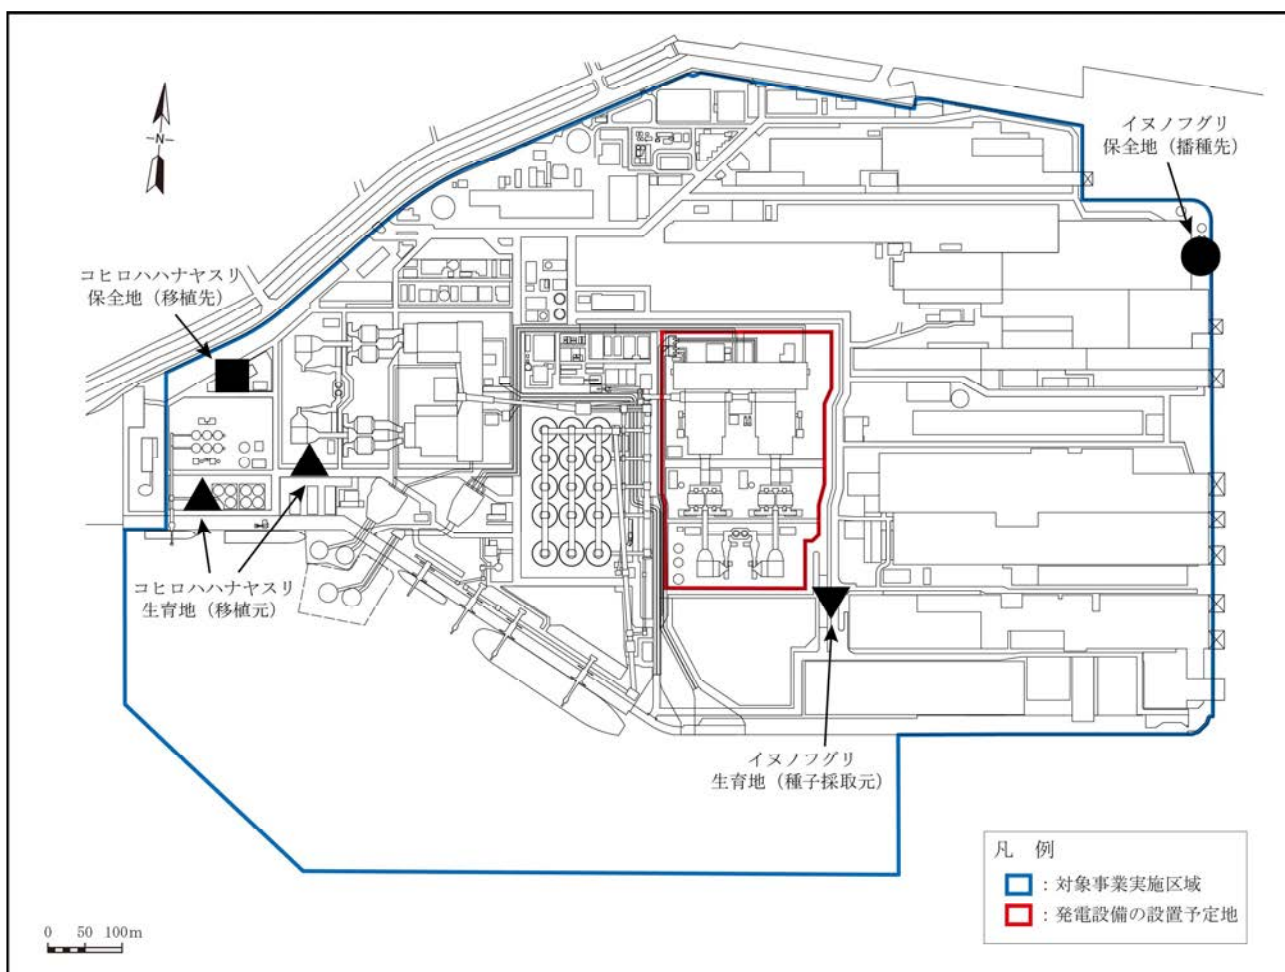 N
イヌノフグリ
保全地（播種先）
コヒロハハナヤスリ
保全地（移植先）
コヒロハハナヤスリ
生育地（移植元）
イヌノフグリ
生育地（種子採取元）
凡 例
：対象事業実施区域
：発電設備の設置予定地
0 50 100m